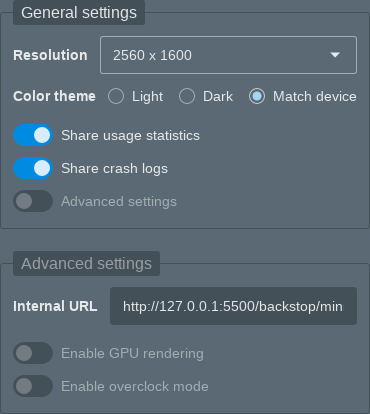 General settings
Resolution 2560 x 1600
Color theme Light Dark Match device
Share usage statistics
Share crash logs
Advanced settings
Advanced settings
Internal URL http://127.0.0.1:5500/backstop/min
Enable GPU rendering
Enable overclock mode